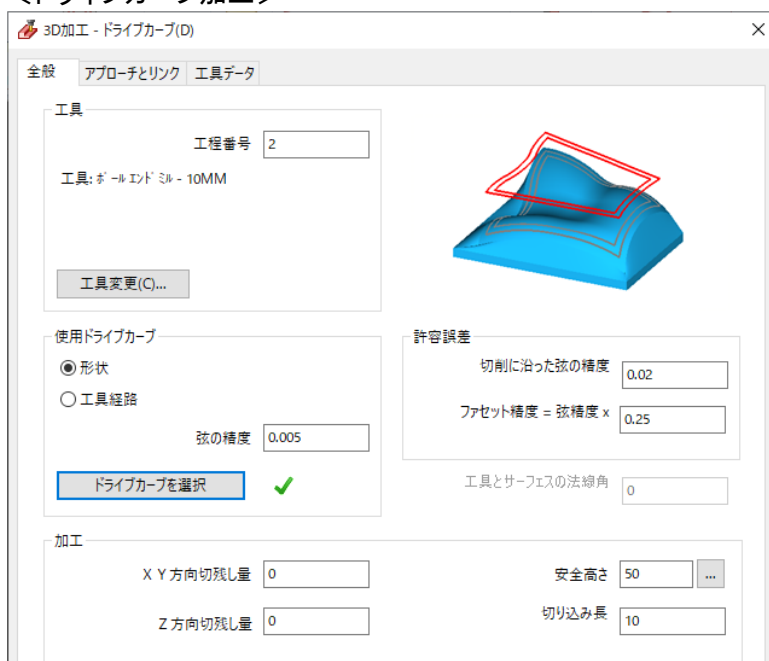 3D加工 - ドライブカーブ(D)
全般
アプローチとリンク
工具データ
工具
工程番号 2
工具: ﾎﾞｰﾙ ｴﾝﾄﾞ ﾐﾙ - 10MM
工具変更(C)...
使用ドライブカーブ
形状
工具経路
弦の精度 0.005
ドライブカーブを選択
許容誤差
切削に沿った弦の精度 0.02
ファセット精度 = 弦精度 x 0.25
工具とサーフェスの法線角 0
加工
X Y 方向切残し量 0
Z 方向切残し量 0
安全高さ 50 ...
切り込み長 10